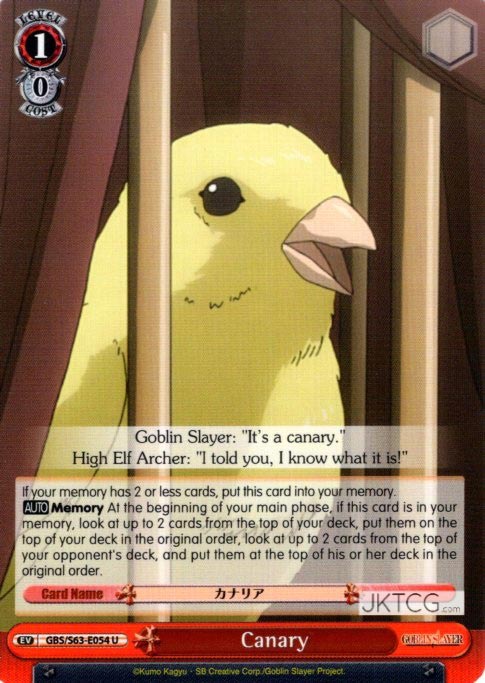 LEVEL
1
0
COST
Goblin Slayer: "It's a canary."
High Elf Archer: "I told you, I know what it is!"
If your memory has 2 or less cards, put this card into your memory.
AUTO Memory At the beginning of your main phase, if this card is in your
memory, look at up to 2 cards from the top of your deck, put them on the
top of your deck in the original order, look at up to 2 cards from the top of
your opponent's deck, and put them at the top of his or her deck in the
original order.
Card Name カナリア
JKTCG.com
EV GBS/S63-E054 U Canary GOBLIN SLAYER
©Kumo Kagyu・SB Creative Corp./Goblin Slayer Project.